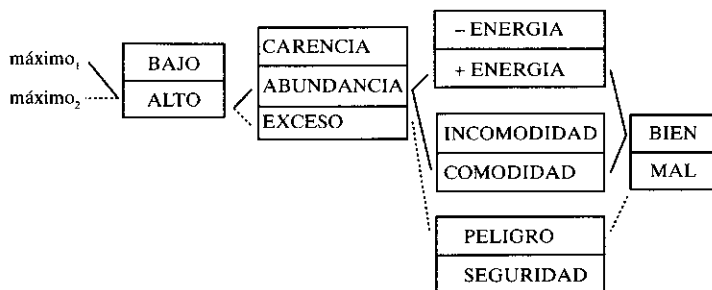 máximo₁
máximo₂
BAJO
ALTO
CARENCIA
ABUNDANCIA
EXCESO
– ENERGIA
+ ENERGIA
INCOMODIDAD
COMODIDAD
PELIGRO
SEGURIDAD
BIEN
MAL